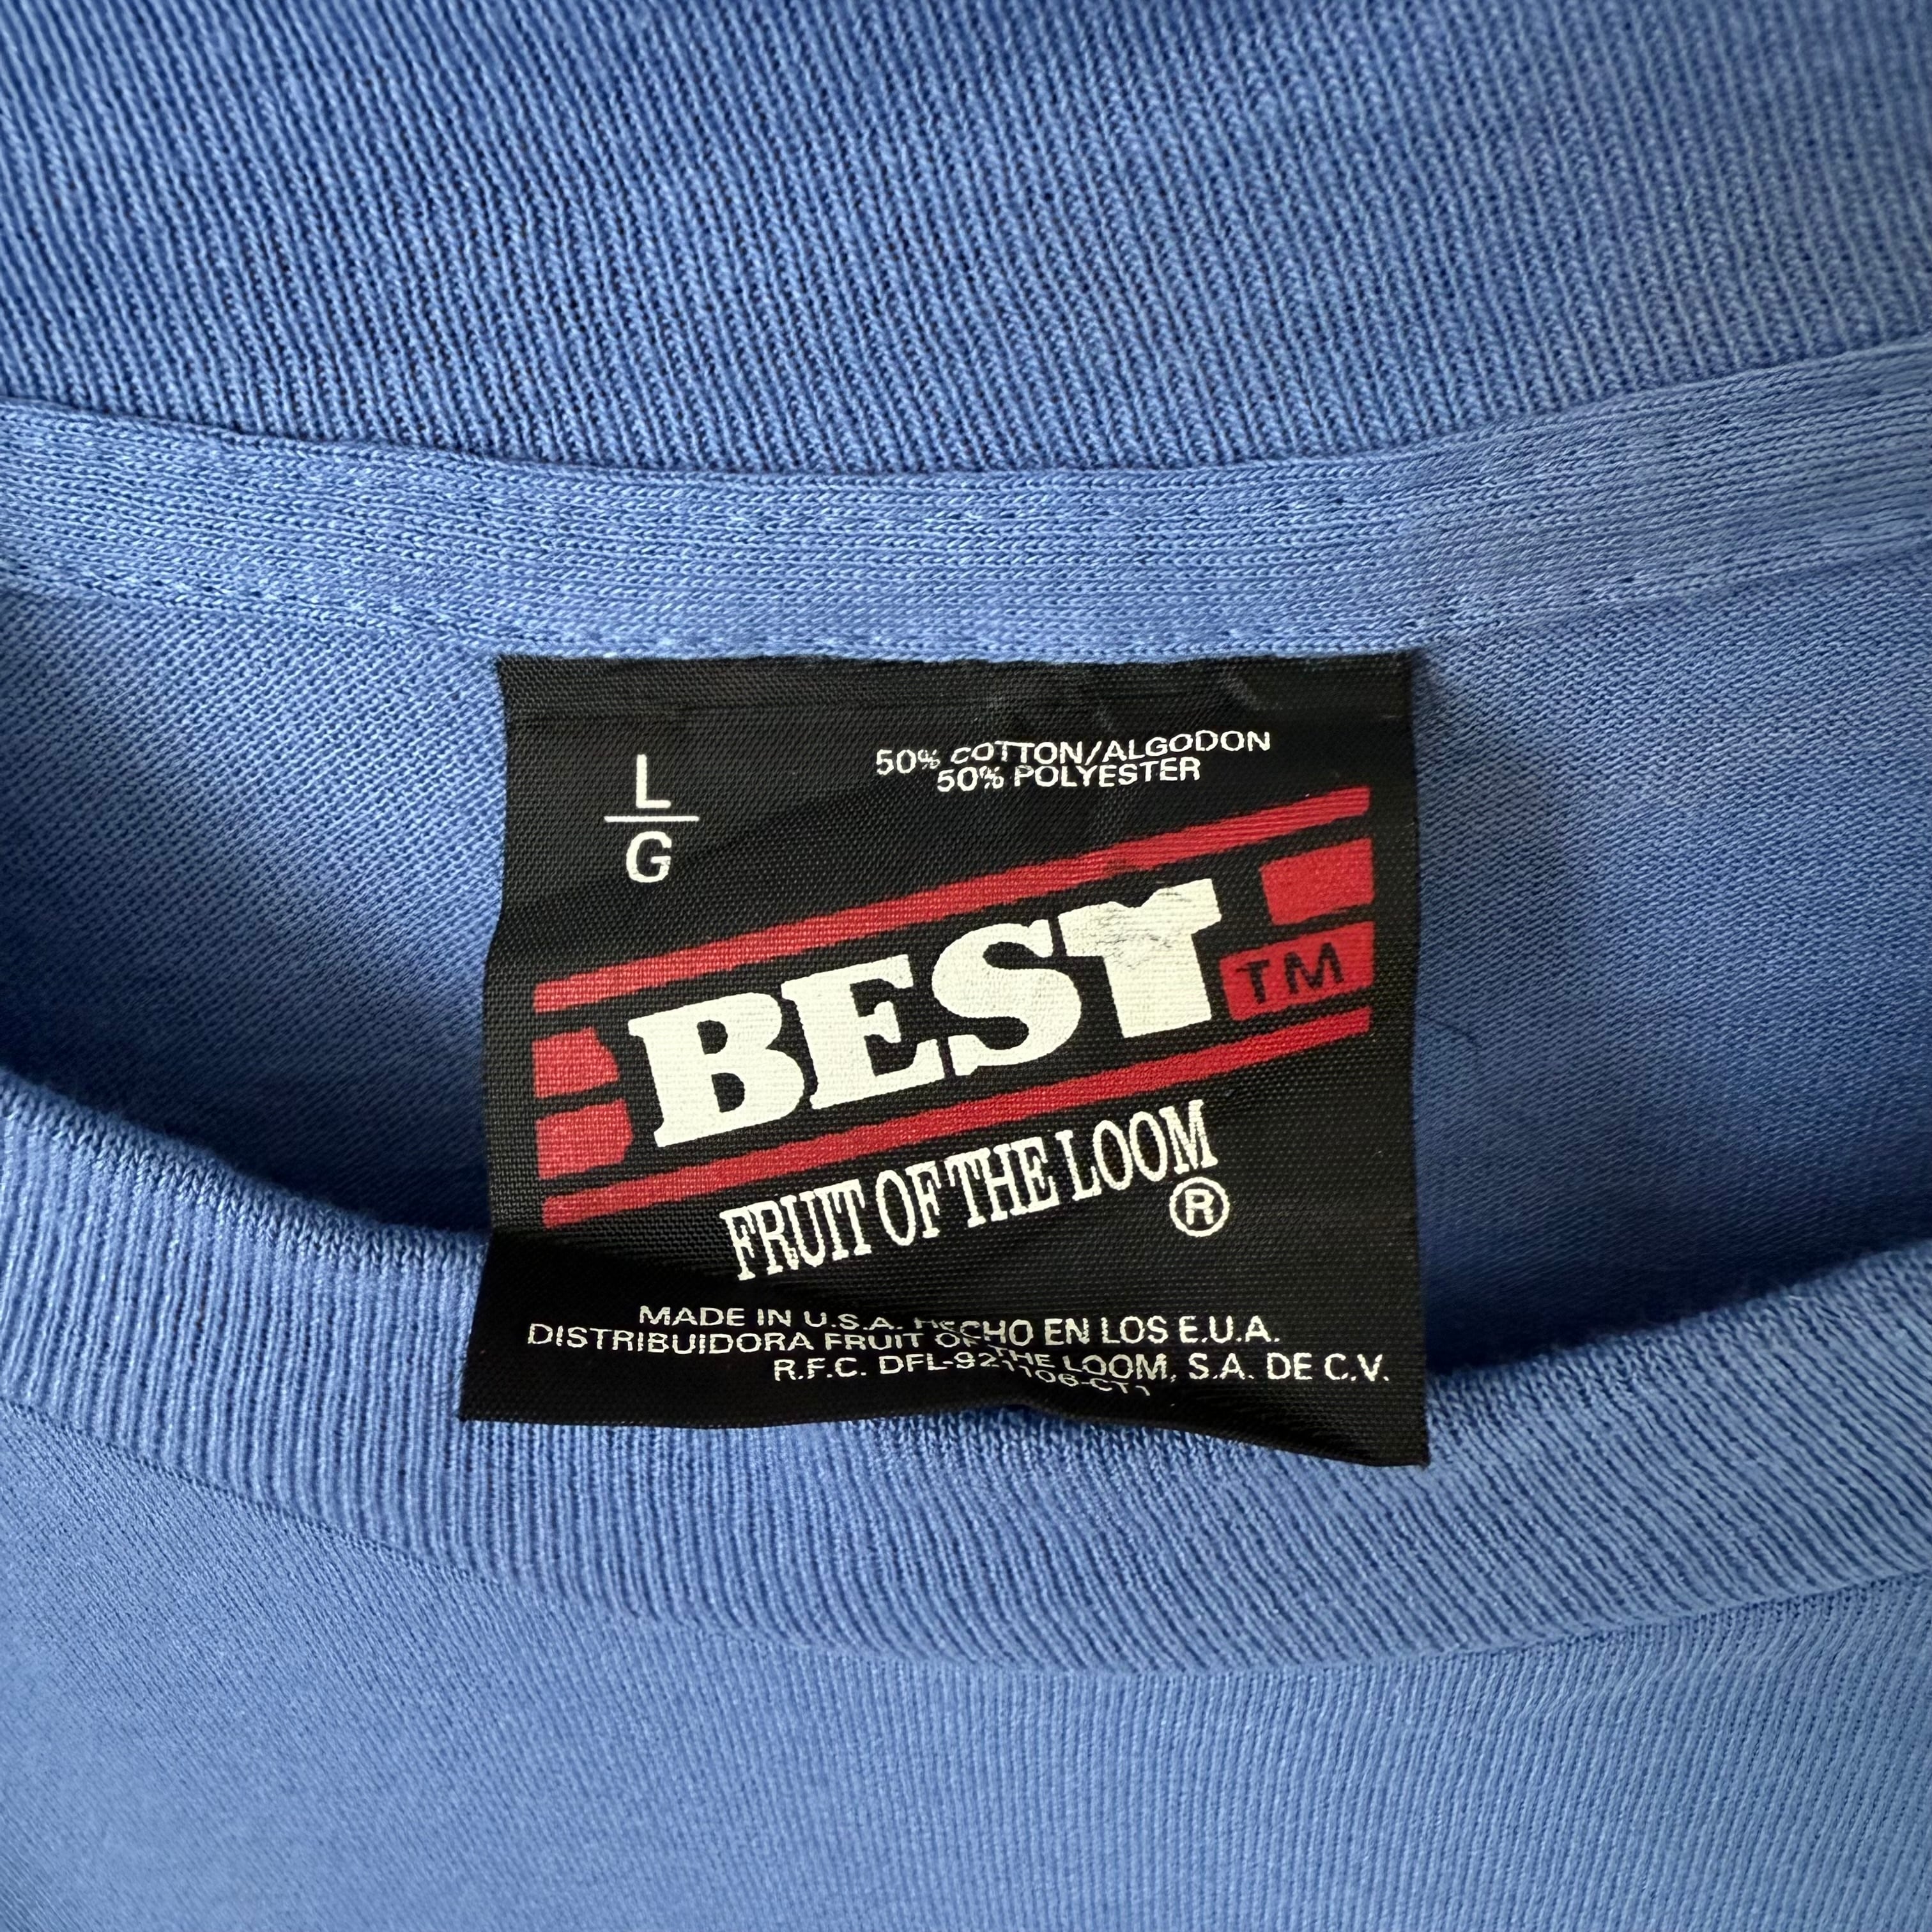 L
G
50% COTTON/ALGODON
50% POLYESTER
BEST
TM
FRUIT OF THE LOOM
®
MADE IN U.S.A. HECHO EN LOS E.U.A.
DISTRIBUIDORA FRUIT OF THE LOOM, S.A. DE C.V.
R.F.C.